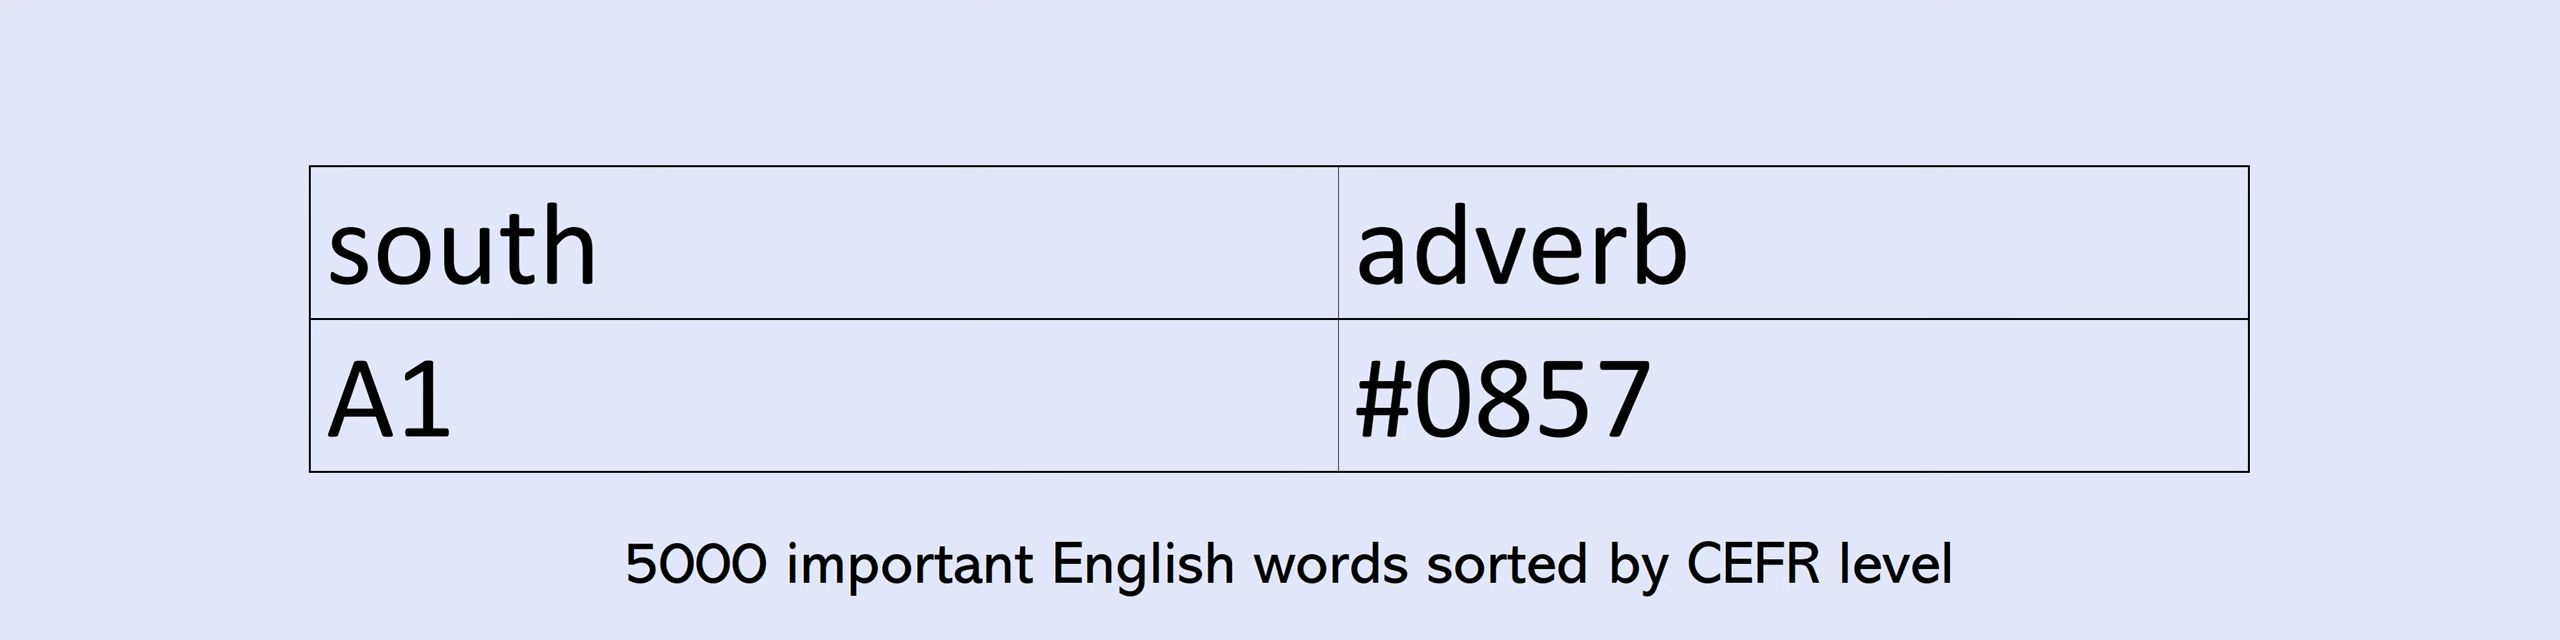 south adverb
A1 #0857
5000 important English words sorted by CEFR level